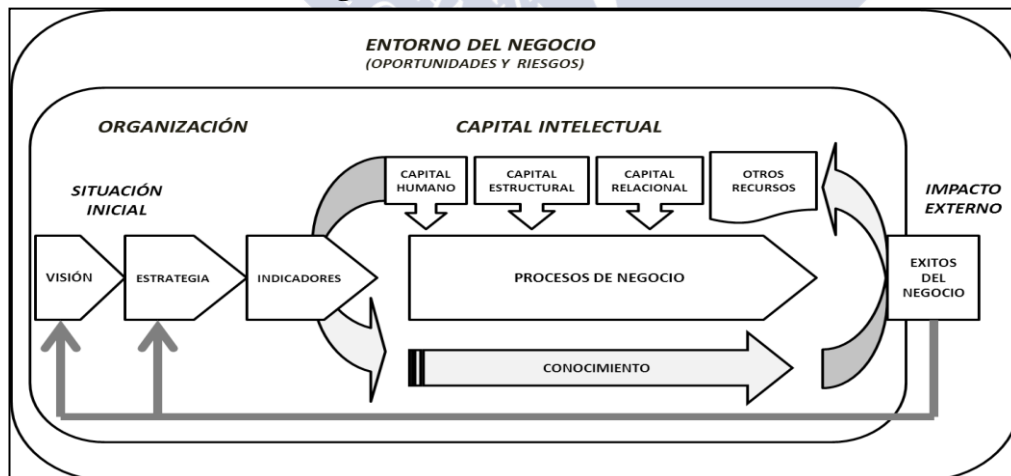 ENTORNO DEL NEGOCIO
(OPORTUNIDADES Y RIESGOS)
ORGANIZACIÓN
CAPITAL INTELECTUAL
SITUACIÓN
INICIAL
CAPITAL
HUMANO
CAPITAL
ESTRUCTURAL
CAPITAL
RELACIONAL
OTROS
RECURSOS
IMPACTO
EXTERNO
VISIÓN
ESTRATEGIA
INDICADORES
PROCESOS DE NEGOCIO
EXITOS
DEL
NEGOCIO
CONOCIMIENTO